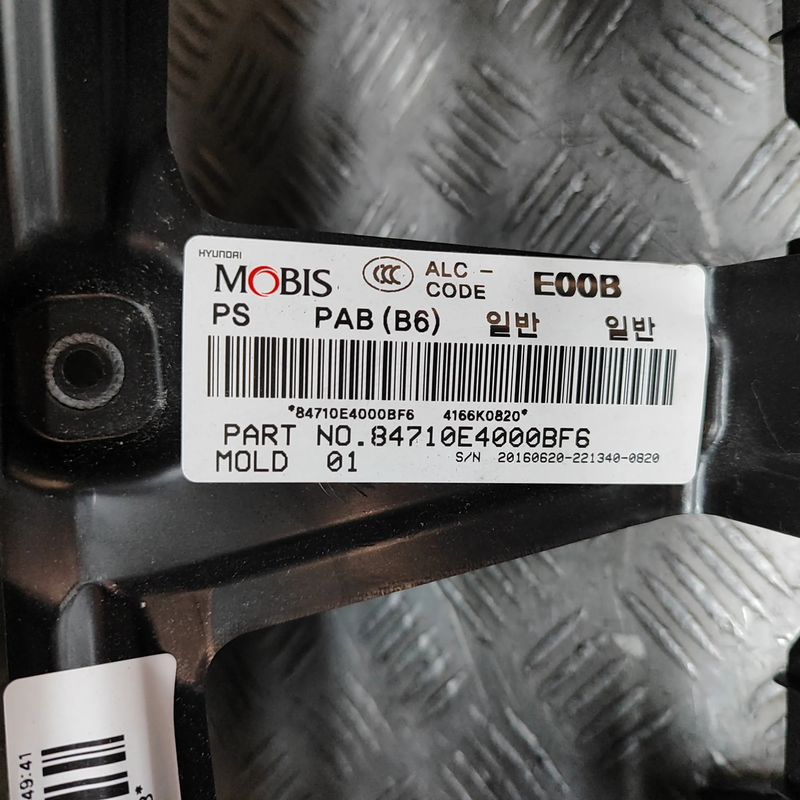 HYUNDAI
MOBIS CCC ALC - CODE E00B
PS PAB(B6) 일반 일반
*84710E4000BF6 4166K0820*
PART NO.84710E4000BF6
MOLD 01 S/N 20160620-221340-0820
49:41